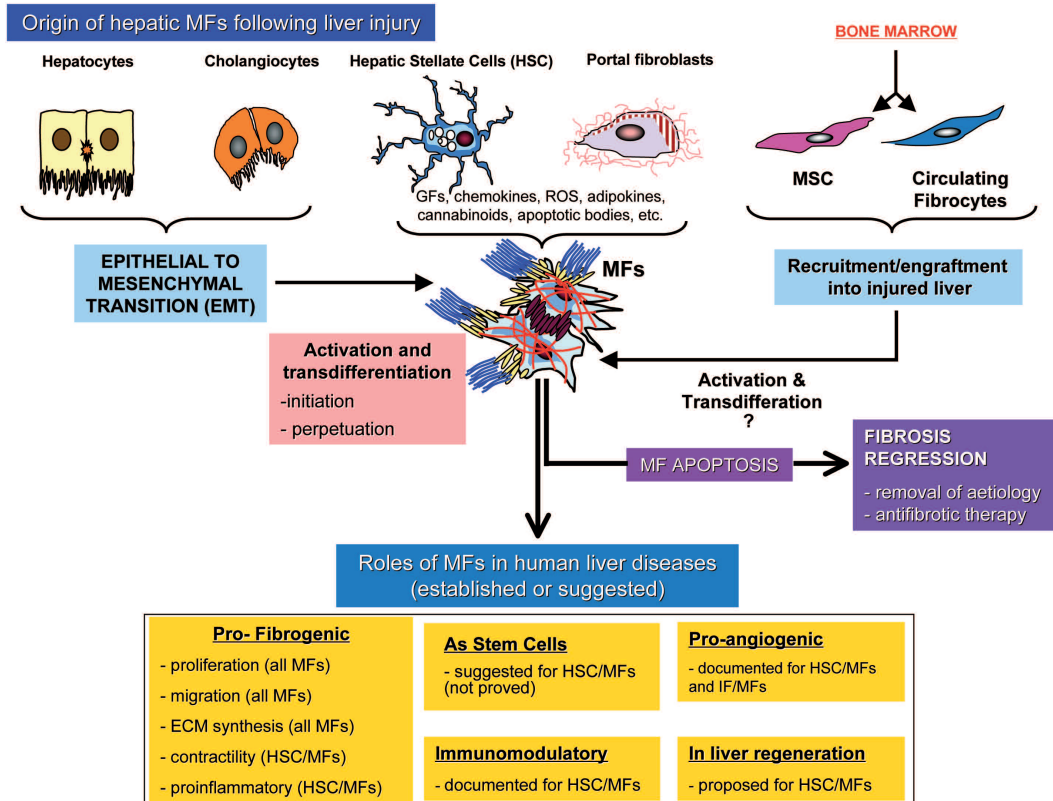 Origin of hepatic MFs following liver injury
Hepatocytes
Cholangiocytes
Hepatic Stellate Cells (HSC)
Portal fibroblasts
BONE MARROW
MSC
Circulating
Fibrocytes
GFs, chemokines, ROS, adipokines,
cannabinoids, apoptotic bodies, etc.
EPITHELIAL TO
MESENCHYMAL
TRANSITION (EMT)
MFs
Recruitment/engraftment
into injured liver
Activation and
transdifferentiation
-initiation
- perpetuation
Activation &
Transdifferation
?
MF APOPTOSIS
FIBROSIS
REGRESSION
- removal of aetiology
- antifibrotic therapy
Roles of MFs in human liver diseases
(established or suggested)
Pro- Fibrogenic
- proliferation (all MFs)
- migration (all MFs)
- ECM synthesis (all MFs)
- contractility (HSC/MFs)
- proinflammatory (HSC/MFs)
As Stem Cells
- suggested for HSC/MFs
(not proved)
Pro-angiogenic
- documented for HSC/MFs
and IF/MFs
Immunomodulatory
- documented for HSC/MFs
In liver regeneration
- proposed for HSC/MFs